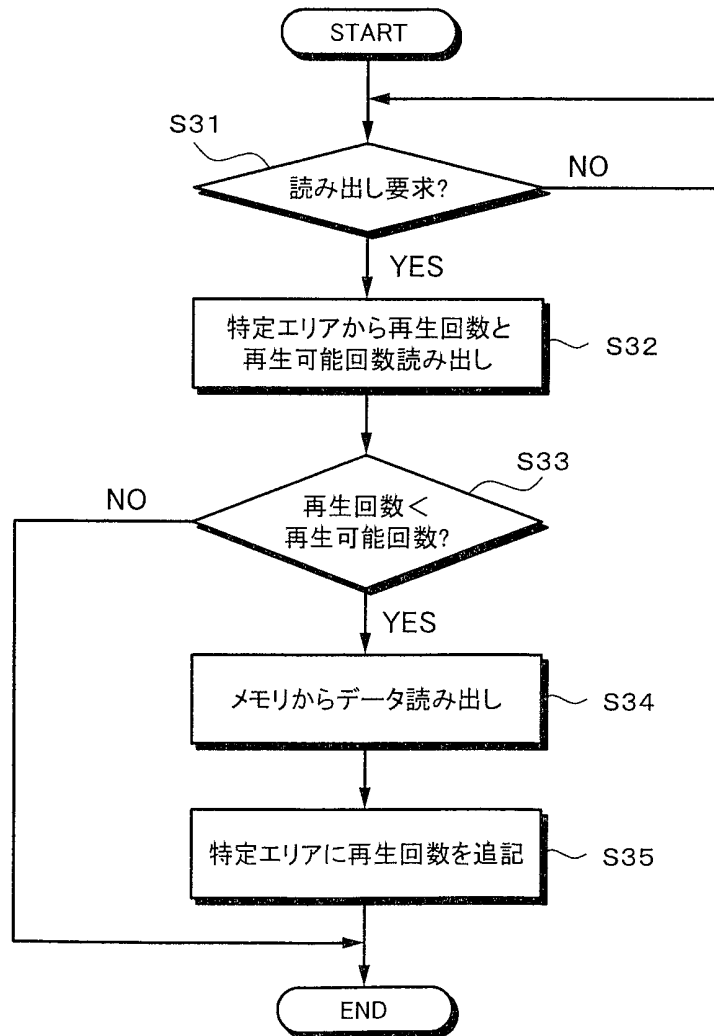 START
S31
読み出し要求?
NO
YES
特定エリアから再生回数と
再生可能回数読み出し
S32
S33
NO
再生回数<
再生可能回数?
YES
メモリからデータ読み出し
S34
特定エリアに再生回数を追記
S35
END